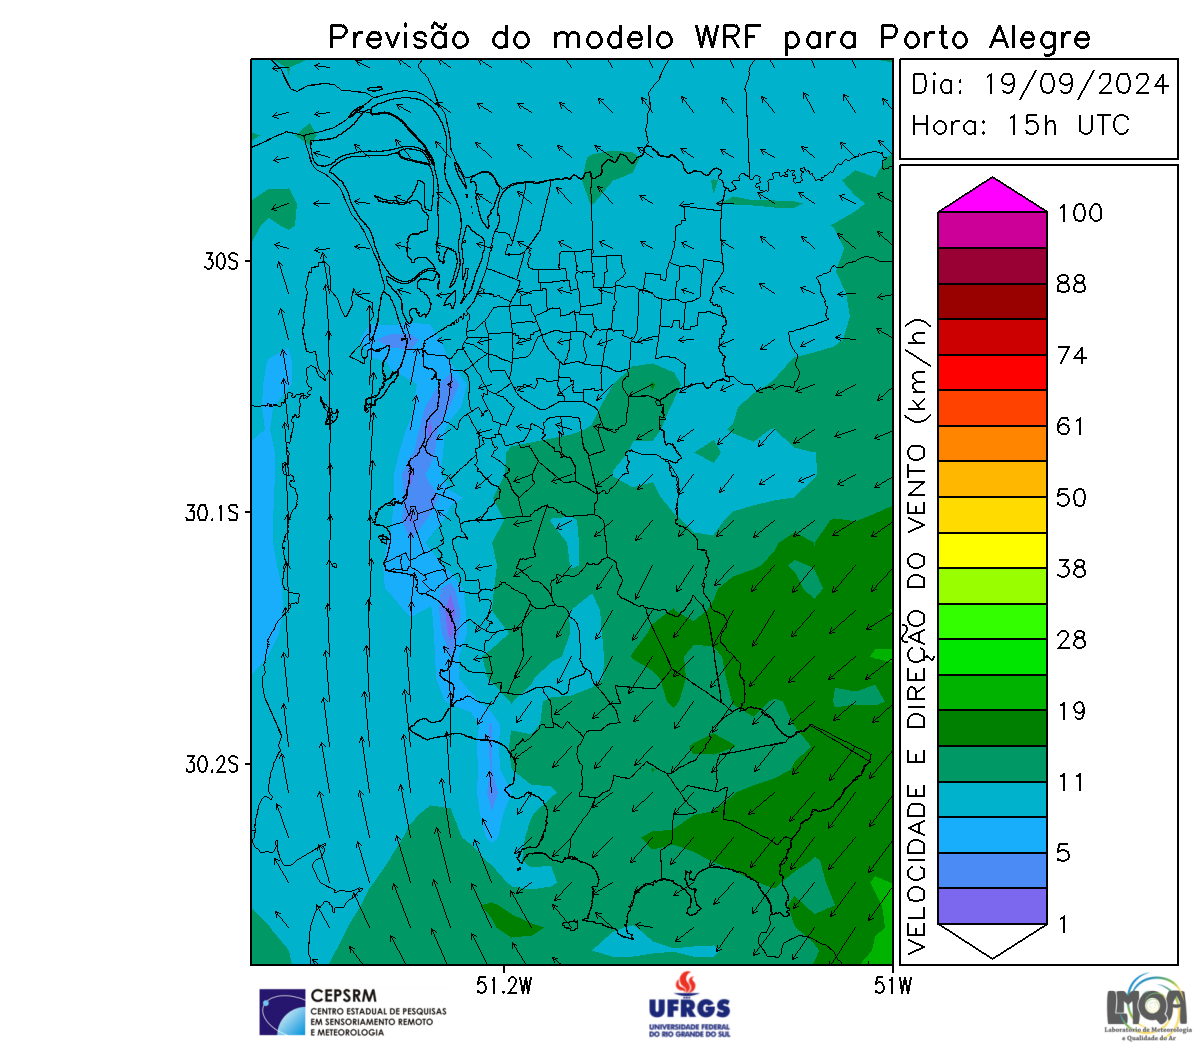 Previsão do modelo WRF para Porto Alegre
Dia: 19/09/2024
Hora: 15h UTC
30S
30.1S
30.2S
51.2W
51W
VELOCIDADE E DIREÇÃO DO VENTO (km/h)
100
88
74
61
50
38
28
19
11
5
1
CEPSRM
CENTRO ESTADUAL DE PESQUISAS
EM SENSORIAMENTO REMOTO
E METEOROLOGIA
UFRGS
UNIVERSIDADE FEDERAL
DO RIO GRANDE DO SUL
LMQA
Laboratório de Meteorologia
e Qualidade do Ar